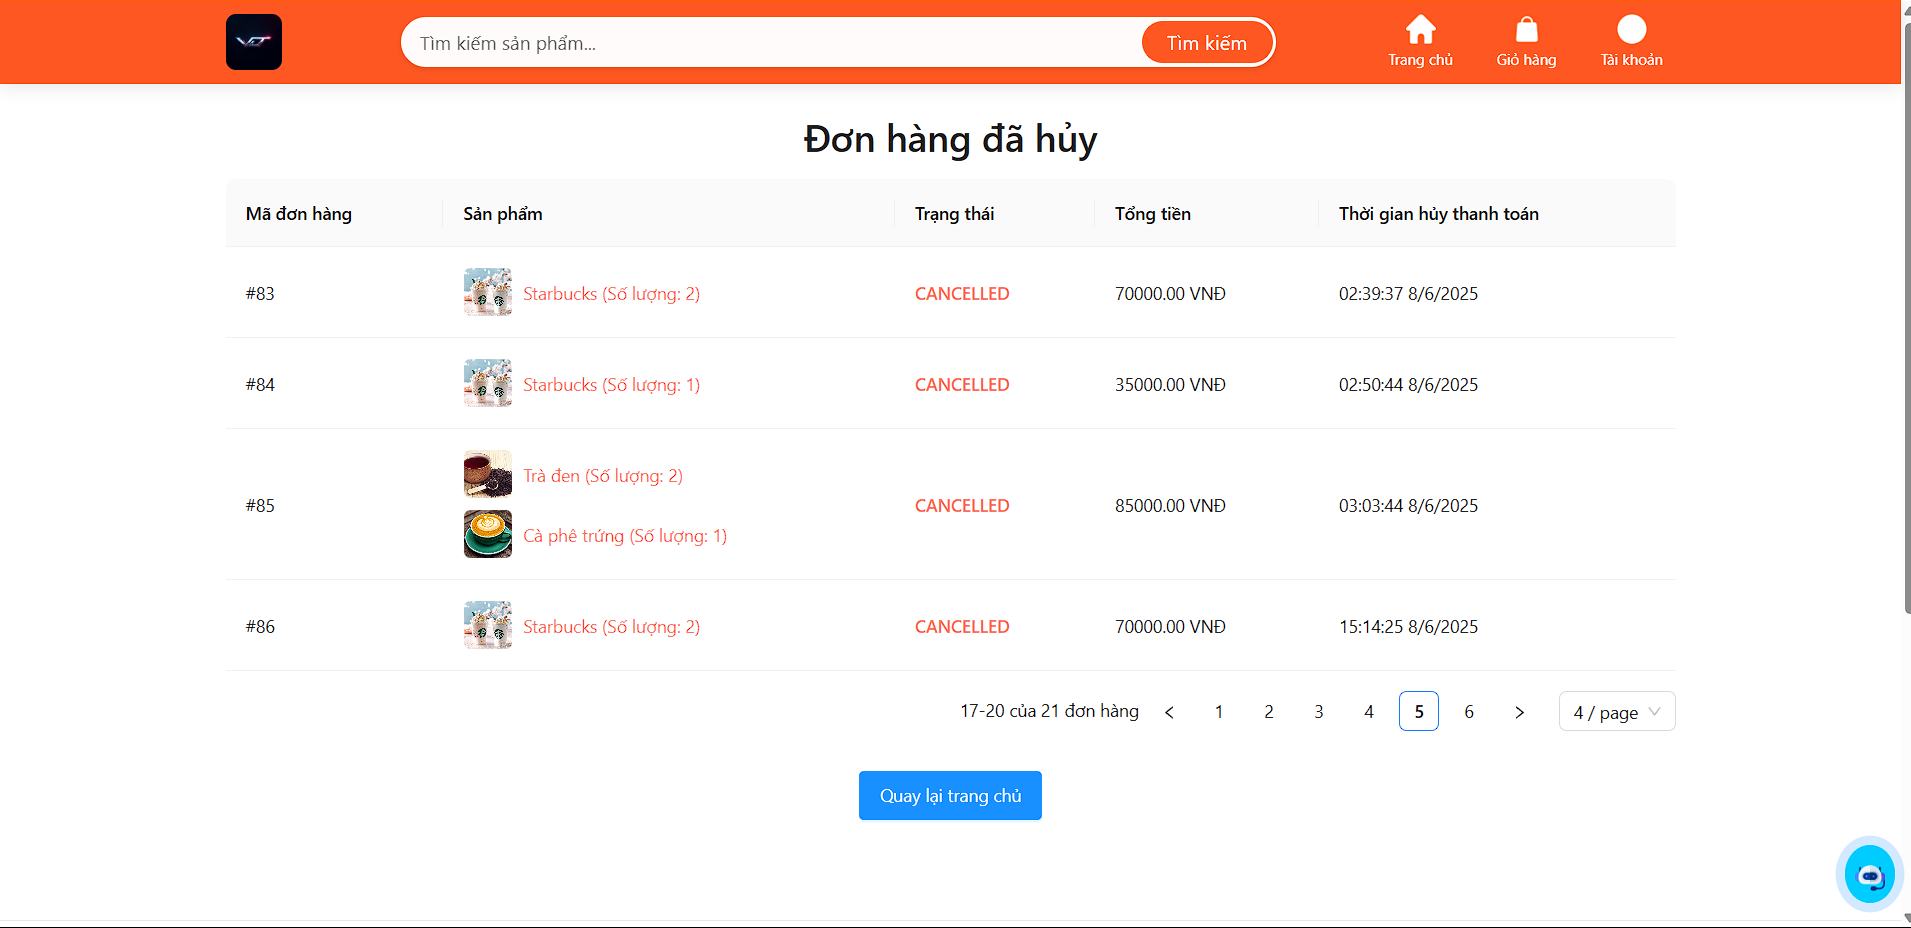 Tìm kiếm sản phẩm...
Tìm kiếm
Trang chủ
Giỏ hàng
Tài khoản
Đơn hàng đã hủy
Mã đơn hàng Sản phẩm Trạng thái Tổng tiền Thời gian hủy thanh toán
#83 Starbucks (Số lượng: 2) CANCELLED 70000.00 VNĐ 02:39:37 8/6/2025
#84 Starbucks (Số lượng: 1) CANCELLED 35000.00 VNĐ 02:50:44 8/6/2025
Trà đen (Số lượng: 2)
#85 CANCELLED 85000.00 VNĐ 03:03:44 8/6/2025
Cà phê trứng (Số lượng: 1)
#86 Starbucks (Số lượng: 2) CANCELLED 70000.00 VNĐ 15:14:25 8/6/2025
17-20 của 21 đơn hàng < 1 2 3 4 5 6 > 4 / page
Quay lại trang chủ